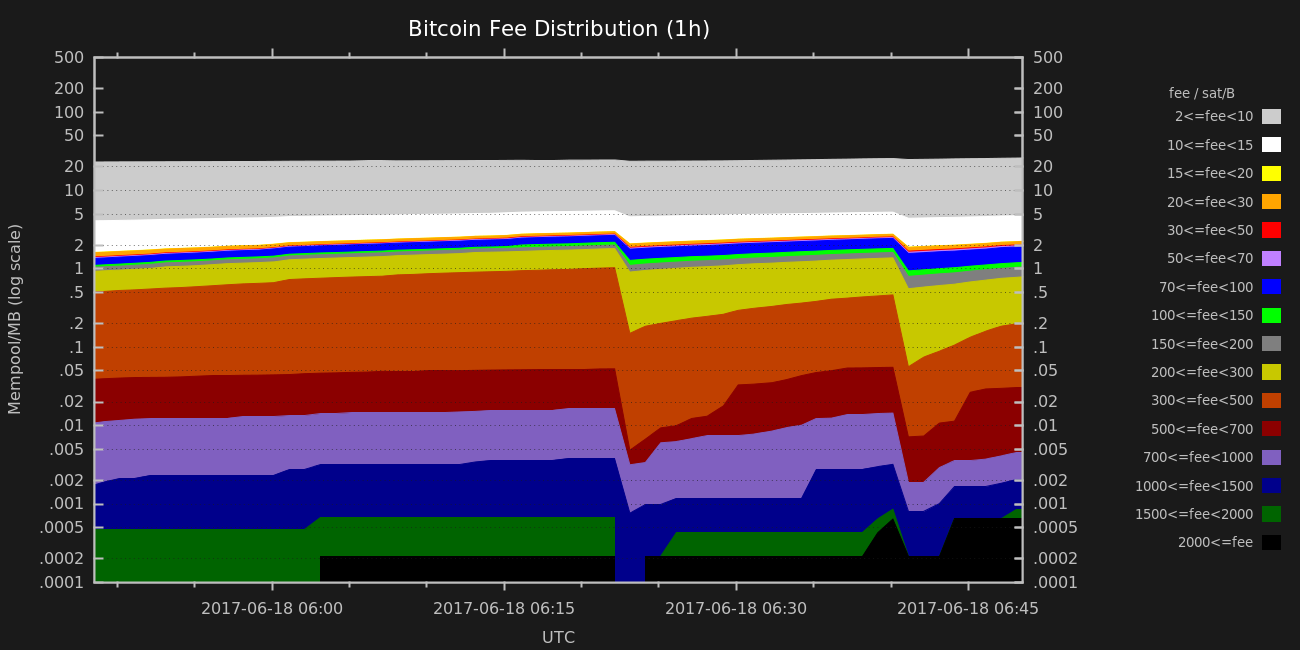 Bitcoin Fee Distribution (1h)
Mempool/MB (log scale)
500
200
100
50
20
10
5
2
1
.5
.2
.1
.05
.02
.01
.005
.002
.001
.0005
.0002
.0001
500
200
100
50
20
10
5
2
1
.5
.2
.1
.05
.02
.01
.005
.002
.001
.0005
.0002
.0001
2017-06-18 06:00
2017-06-18 06:15
2017-06-18 06:30
2017-06-18 06:45
UTC
fee / sat/B
2<=fee<10
10<=fee<15
15<=fee<20
20<=fee<30
30<=fee<50
50<=fee<70
70<=fee<100
100<=fee<150
150<=fee<200
200<=fee<300
300<=fee<500
500<=fee<700
700<=fee<1000
1000<=fee<1500
1500<=fee<2000
2000<=fee